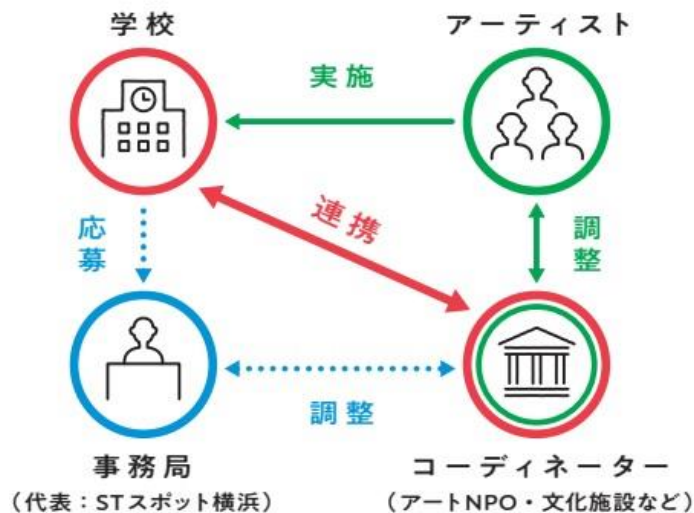 学校
アーティスト
実施
連携
応募
調整
調整
事務局
(代表：STスポット横浜)
コーディネーター
(アートNPO・文化施設など)